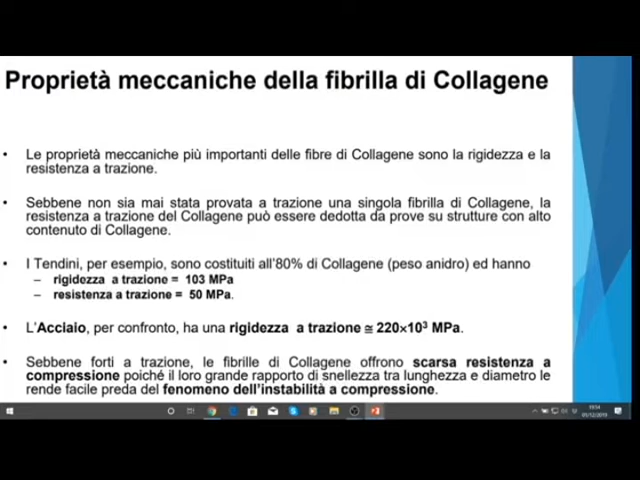 Proprietà meccaniche della fibrilla di Collagene
• Le proprietà meccaniche più importanti delle fibre di Collagene sono la rigidezza e la
resistenza a trazione.
• Sebbene non sia mai stata provata a trazione una singola fibrilla di Collagene, la
resistenza a trazione del Collagene può essere dedotta da prove su strutture con alto
contenuto di Collagene.
• I Tendini, per esempio, sono costituiti all'80% di Collagene (peso anidro) ed hanno
– rigidezza a trazione = 103 MPa
– resistenza a trazione = 50 MPa.
• L'Acciaio, per confronto, ha una rigidezza a trazione ≅ 220×10³ MPa.
• Sebbene forti a trazione, le fibrille di Collagene offrono scarsa resistenza a
compressione poiché il loro grande rapporto di snellezza tra lunghezza e diametro le
rende facile preda del fenomeno dell'instabilità a compressione.